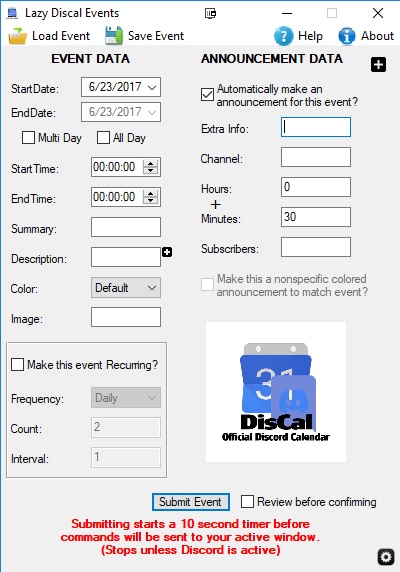 Lazy Discal Events
Load Event
Save Event
Help
About
EVENT DATA
StartDate: 6/23/2017
EndDate: 6/23/2017
Multi Day
All Day
StartTime: 00:00:00
EndTime: 00:00:00
Summary:
Description:
Color: Default
Image:
Make this event Recurring?
Frequency: Daily
Count: 2
Interval: 1
ANNOUNCEMENT DATA
Automatically make an
announcement for this event?
Extra Info:
Channel:
Hours: 0
+
Minutes: 30
Subscribers:
Make this a nonspecific colored
announcement to match event?
31
DisCal
Official Discord Calendar
Submit Event
Review before confirming
Submitting starts a 10 second timer before
commands will be sent to your active window.
(Stops unless Discord is active)